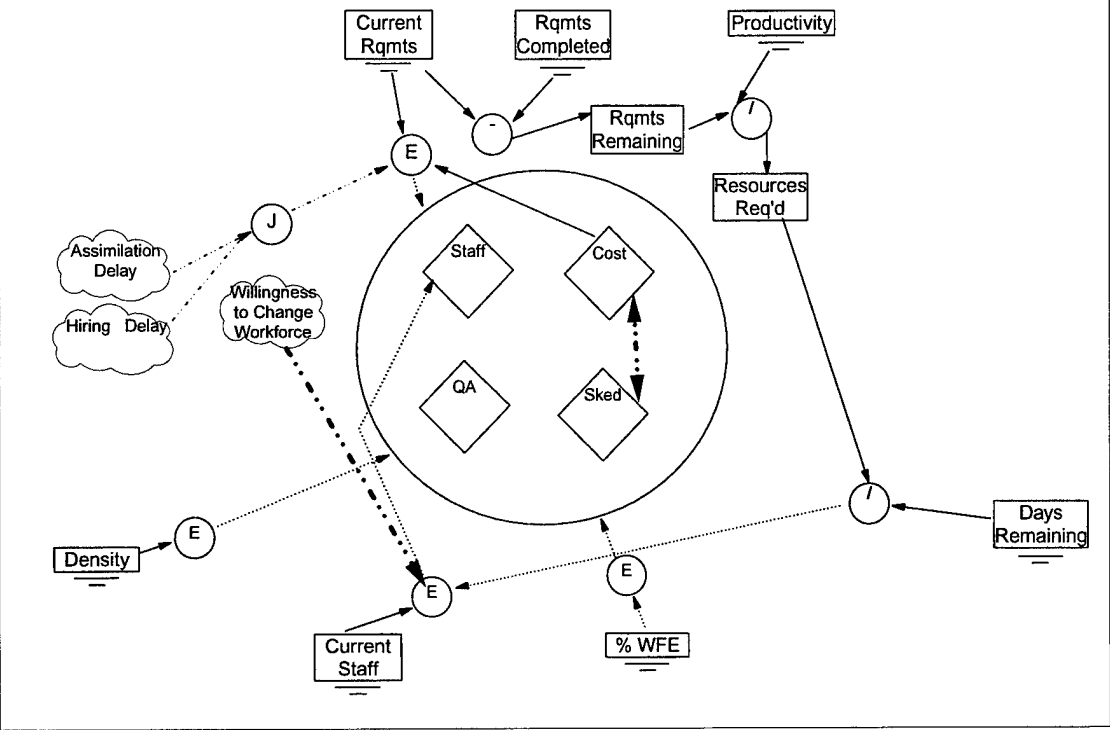 Current
Rqmts
Rqmts
Completed
Productivity
/
-
Rqmts
Remaining
E
Resources
Req'd
J
Assimilation
Delay
Staff
Cost
Willingness
to Change
Workforce
Hiring Delay
QA
Sked
/
Days
Remaining
E
Density
E
E
Current
Staff
% WFE